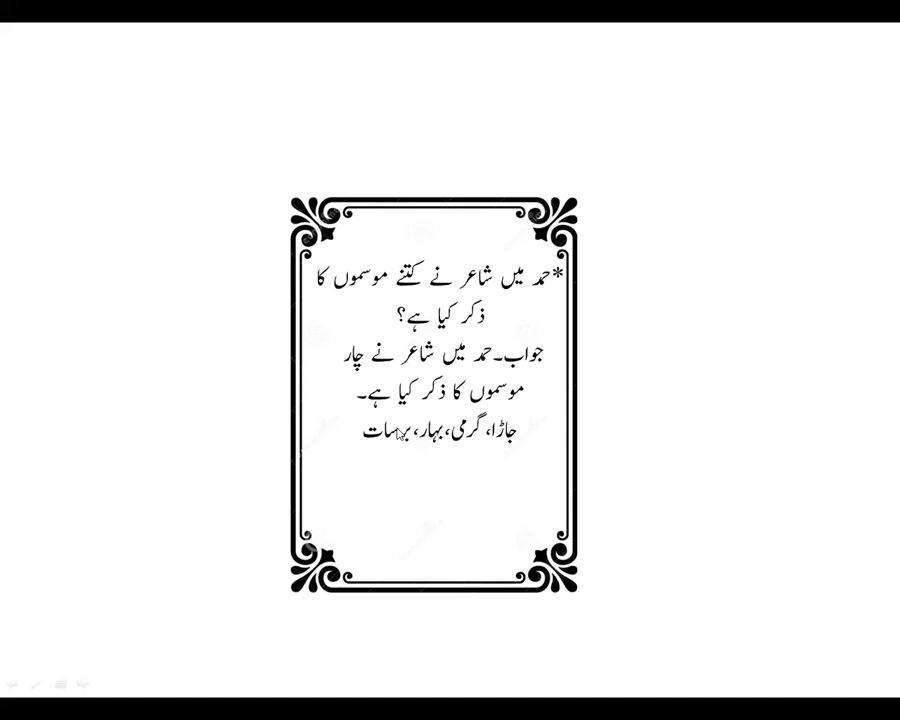 *حمد میں شاعر نے کتنے موسموں کا
ذکر کیا ہے؟
جواب۔حمد میں شاعر نے چار
موسموں کا ذکر کیا ہے۔
جاڑا،گرمی،بہار،برسات